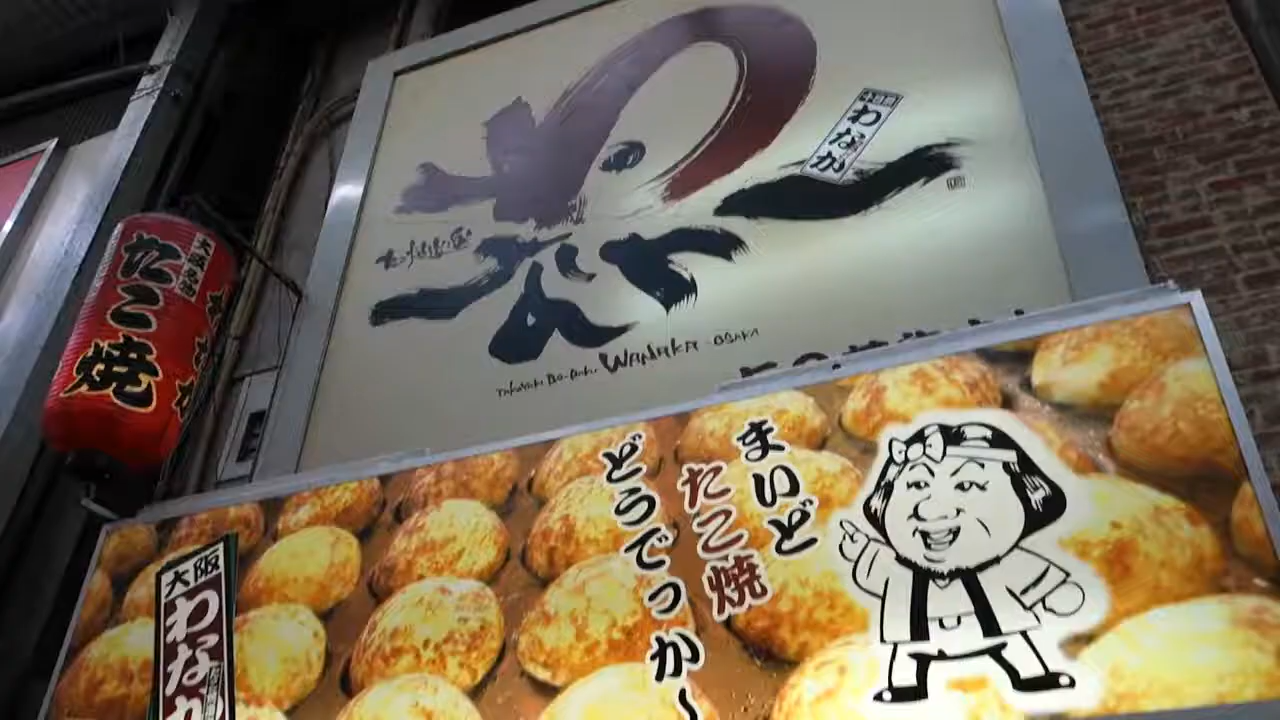 わなか
たこ焼
大阪名物
わなか
たこ焼道楽
TAKOYAKI DO-RAKU WANAKA - OSAKA
まいど
たこ焼
どうでっか〜
大阪
わなか